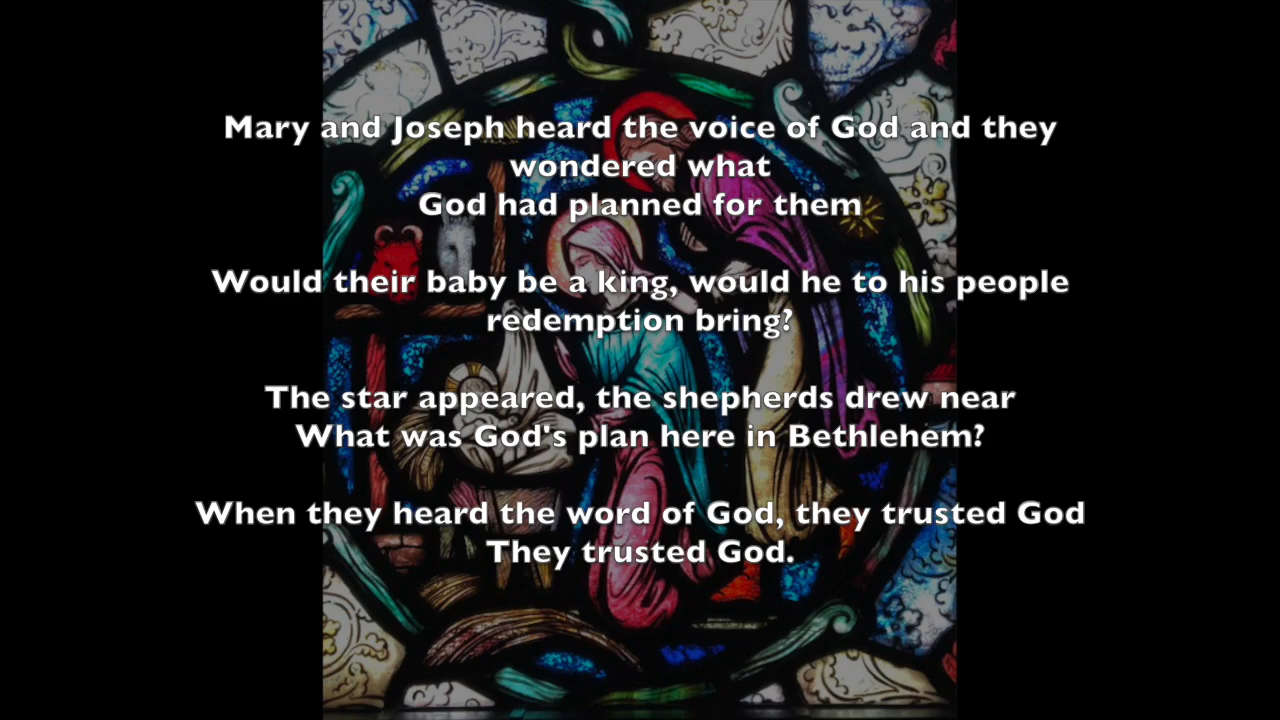 Mary and Joseph heard the voice of God and they
wondered what
God had planned for them
Would their baby be a king, would he to his people
redemption bring?
The star appeared, the shepherds drew near
What was God's plan here in Bethlehem?
When they heard the word of God, they trusted God
They trusted God.